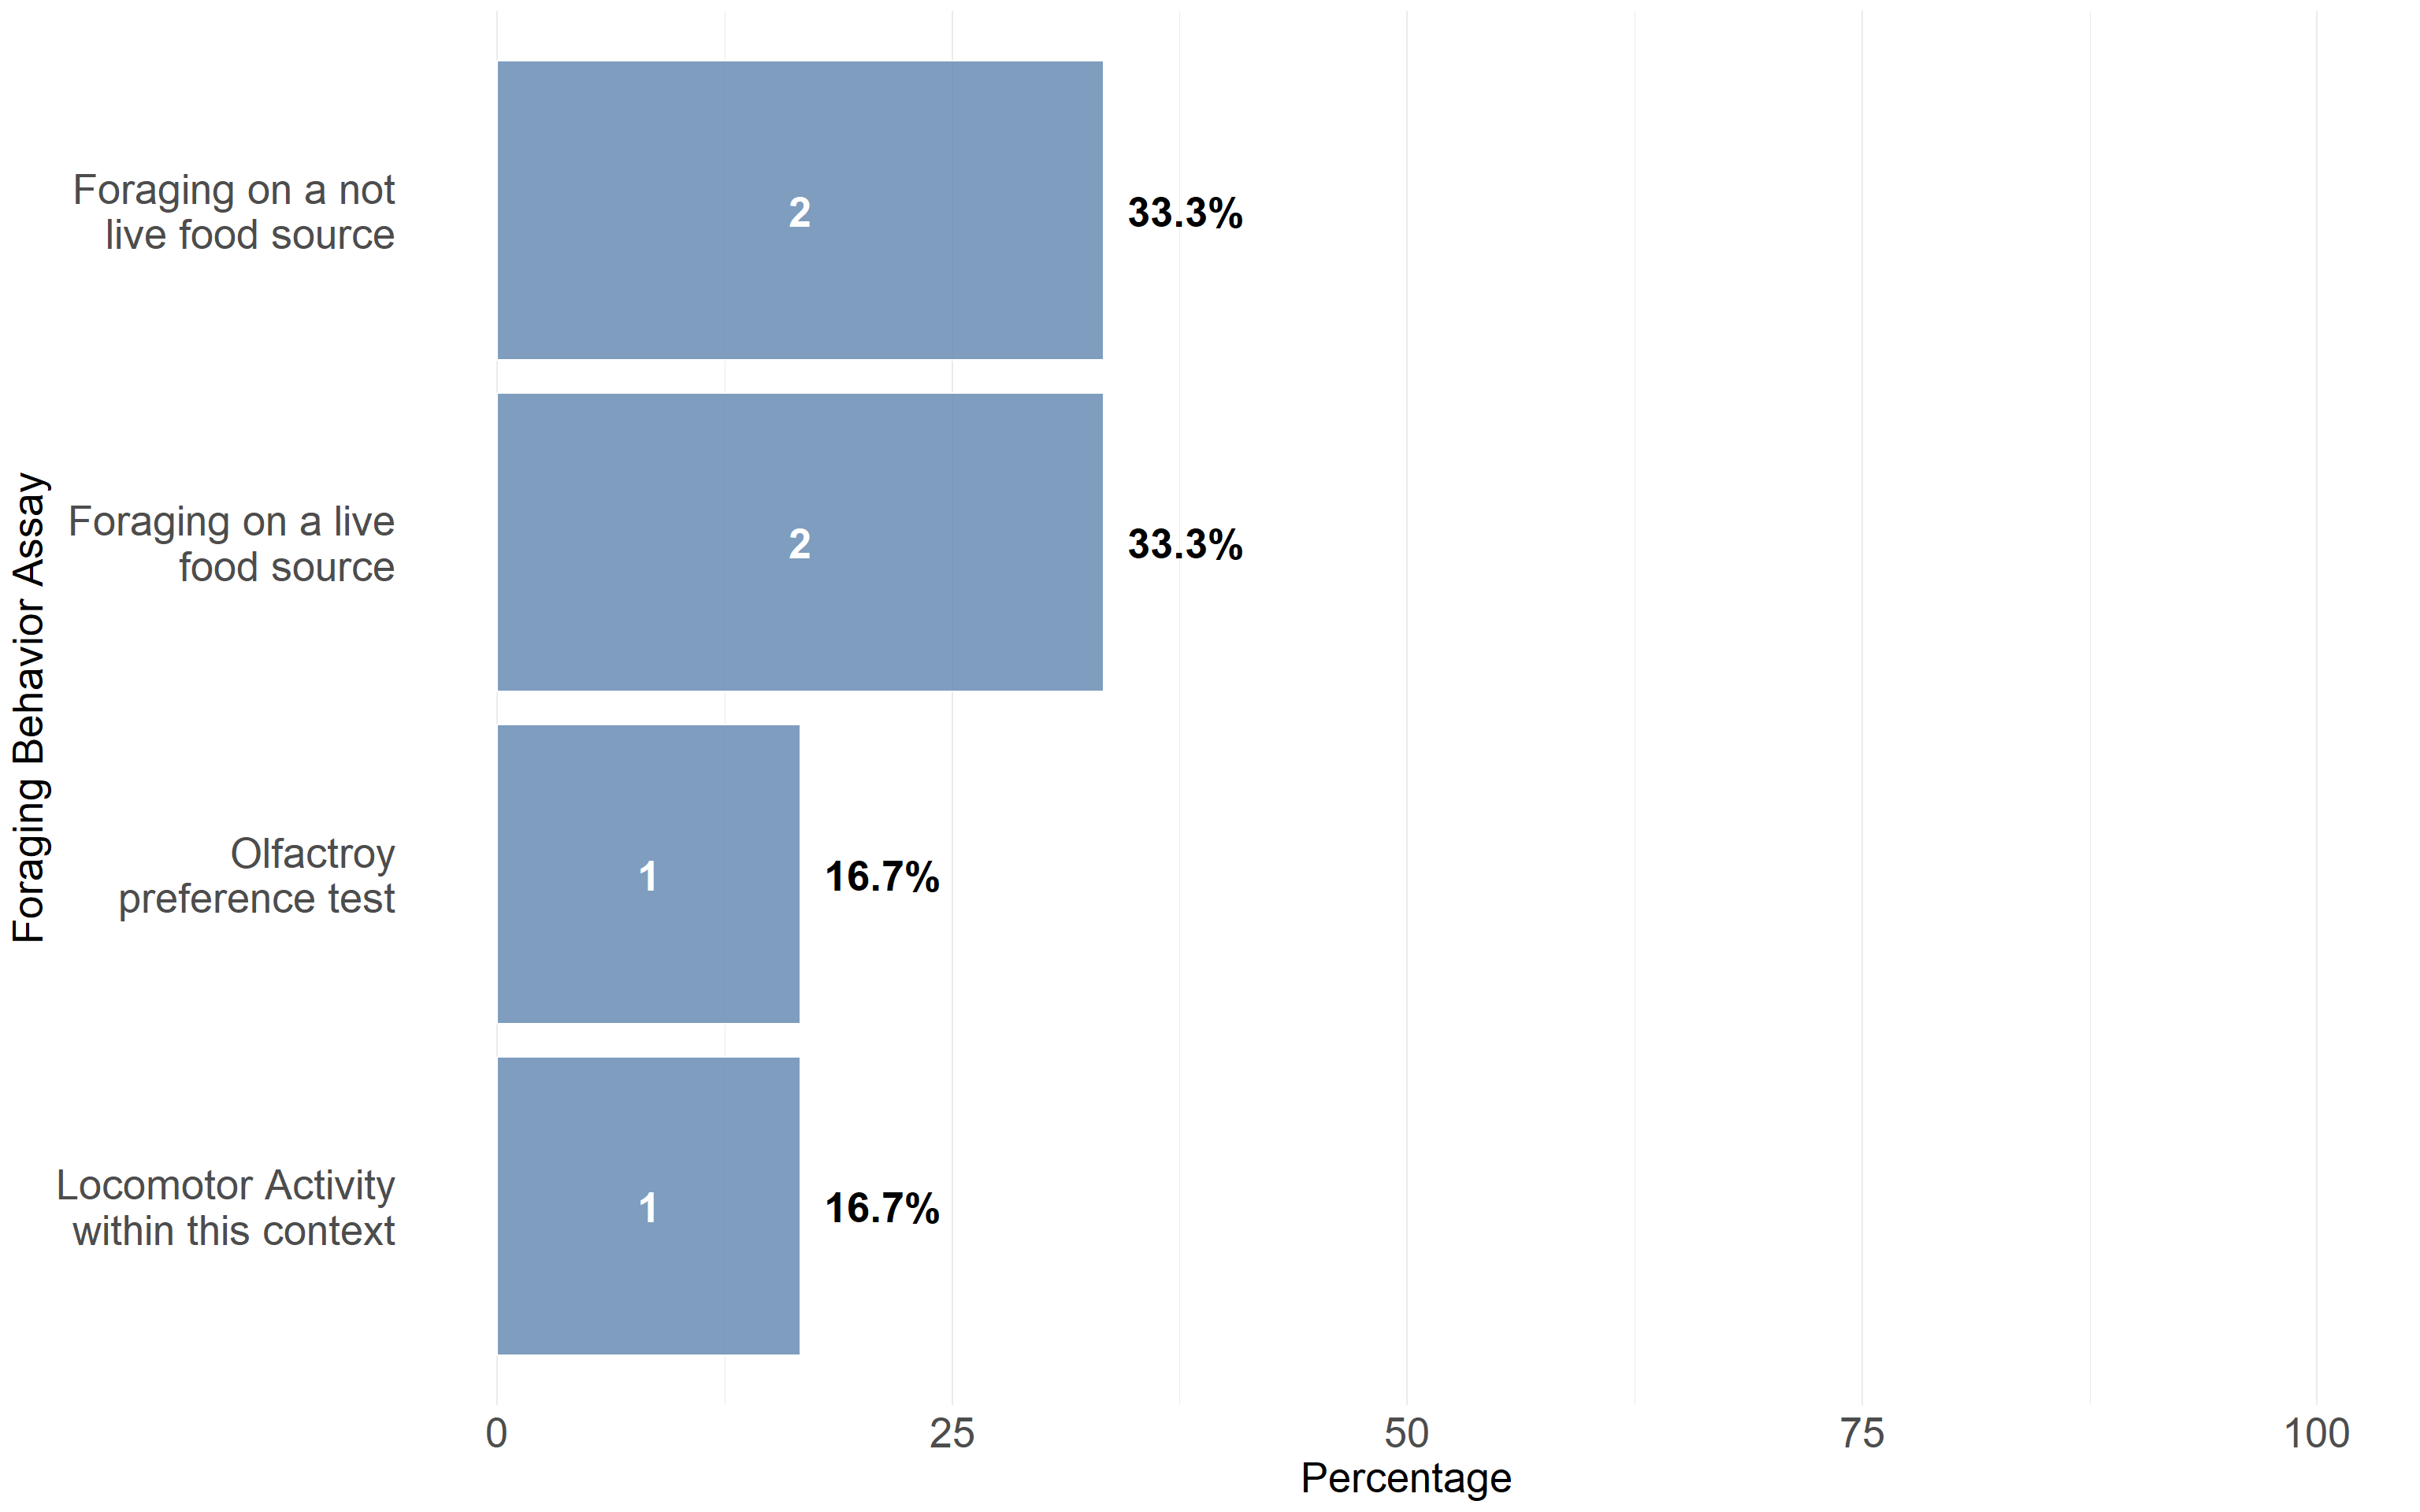 Foraging Behavior Assay
Foraging on a not
live food source
2
33.3%
Foraging on a live
food source
2
33.3%
Olfactroy
preference test
1
16.7%
Locomotor Activity
within this context
1
16.7%
0
25
50
75
100
Percentage